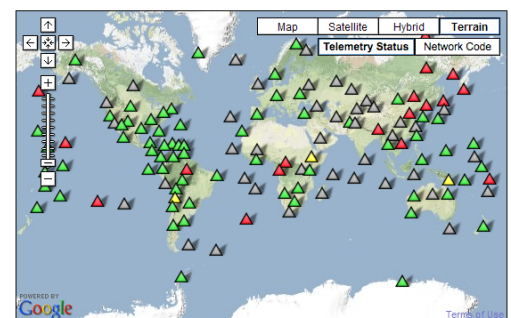 Map Satellite Hybrid Terrain
Telemetry Status Network Code
POWERED BY
Google
Terms of Use